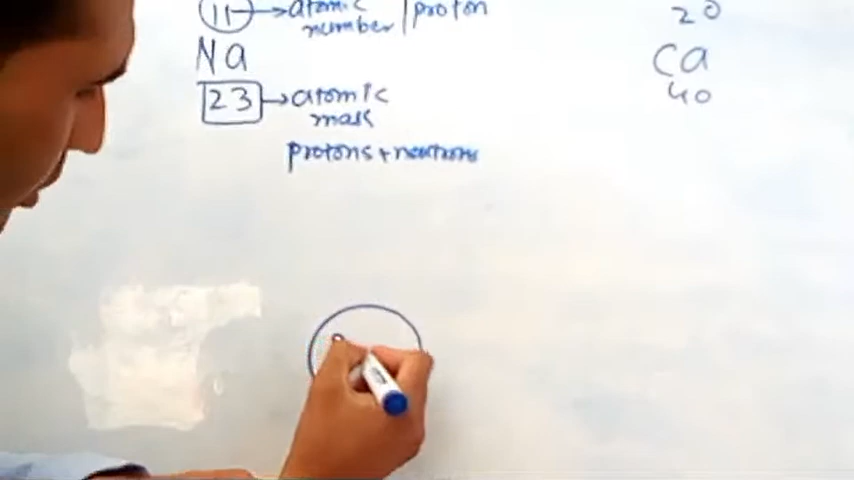 11 → atomic | proton
number
Na
23 → atomic
mass
protons + neutrons
20
Ca
40